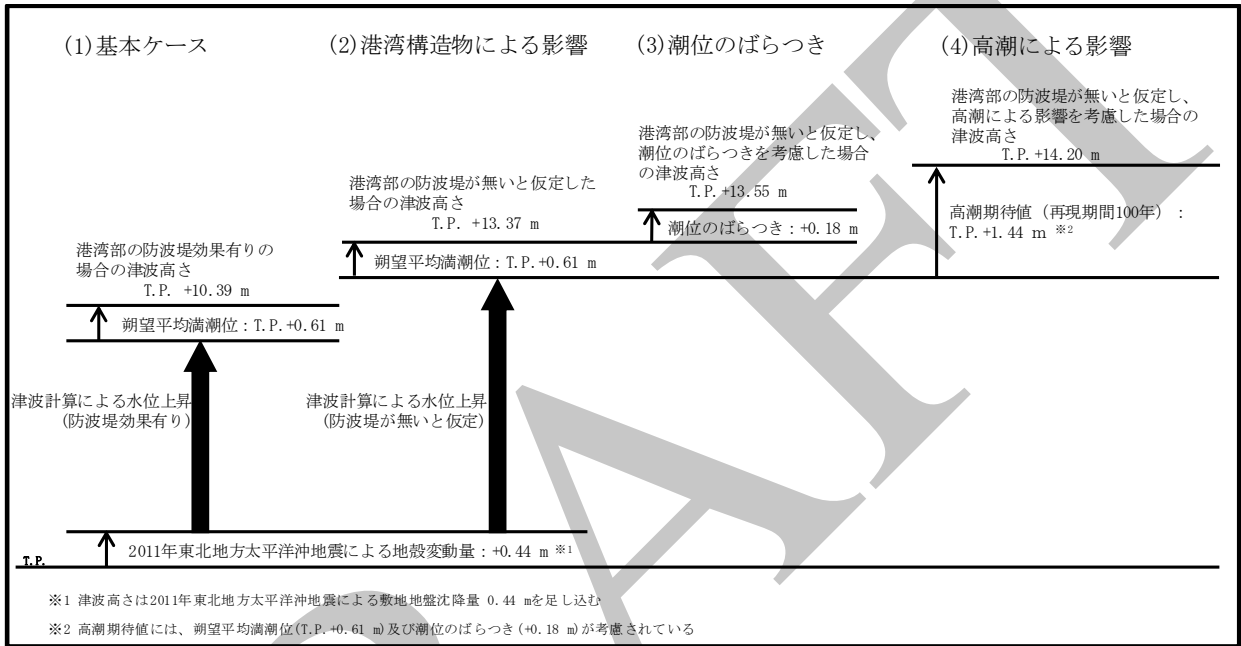 (1)基本ケース
(2)港湾構造物による影響
(3)潮位のばらつき
(4)高潮による影響
港湾部の防波堤効果有りの
場合の津波高さ
T.P. +10.39 m
朔望平均満潮位：T.P.+0.61 m
津波計算による水位上昇
(防波堤効果有り)
港湾部の防波堤が無いと仮定した
場合の津波高さ
T.P. +13.37 m
朔望平均満潮位：T.P.+0.61 m
津波計算による水位上昇
(防波堤が無いと仮定)
港湾部の防波堤が無いと仮定し、
潮位のばらつきを考慮した場合
の津波高さ
T.P.+13.55 m
潮位のばらつき：+0.18 m
港湾部の防波堤が無いと仮定し、
高潮による影響を考慮した場合の
津波高さ
T.P.+14.20 m
高潮期待値（再現期間100年）：
T.P.+1.44 m ※2
2011年東北地方太平洋沖地震による地殻変動量：+0.44 m ※1
T.P.
※1 津波高さは2011年東北地方太平洋沖地震による敷地地盤沈降量 0.44 mを足し込む
※2 高潮期待値には、朔望平均満潮位(T.P.+0.61 m)及び潮位のばらつき(+0.18 m)が考慮されている
DRAFT